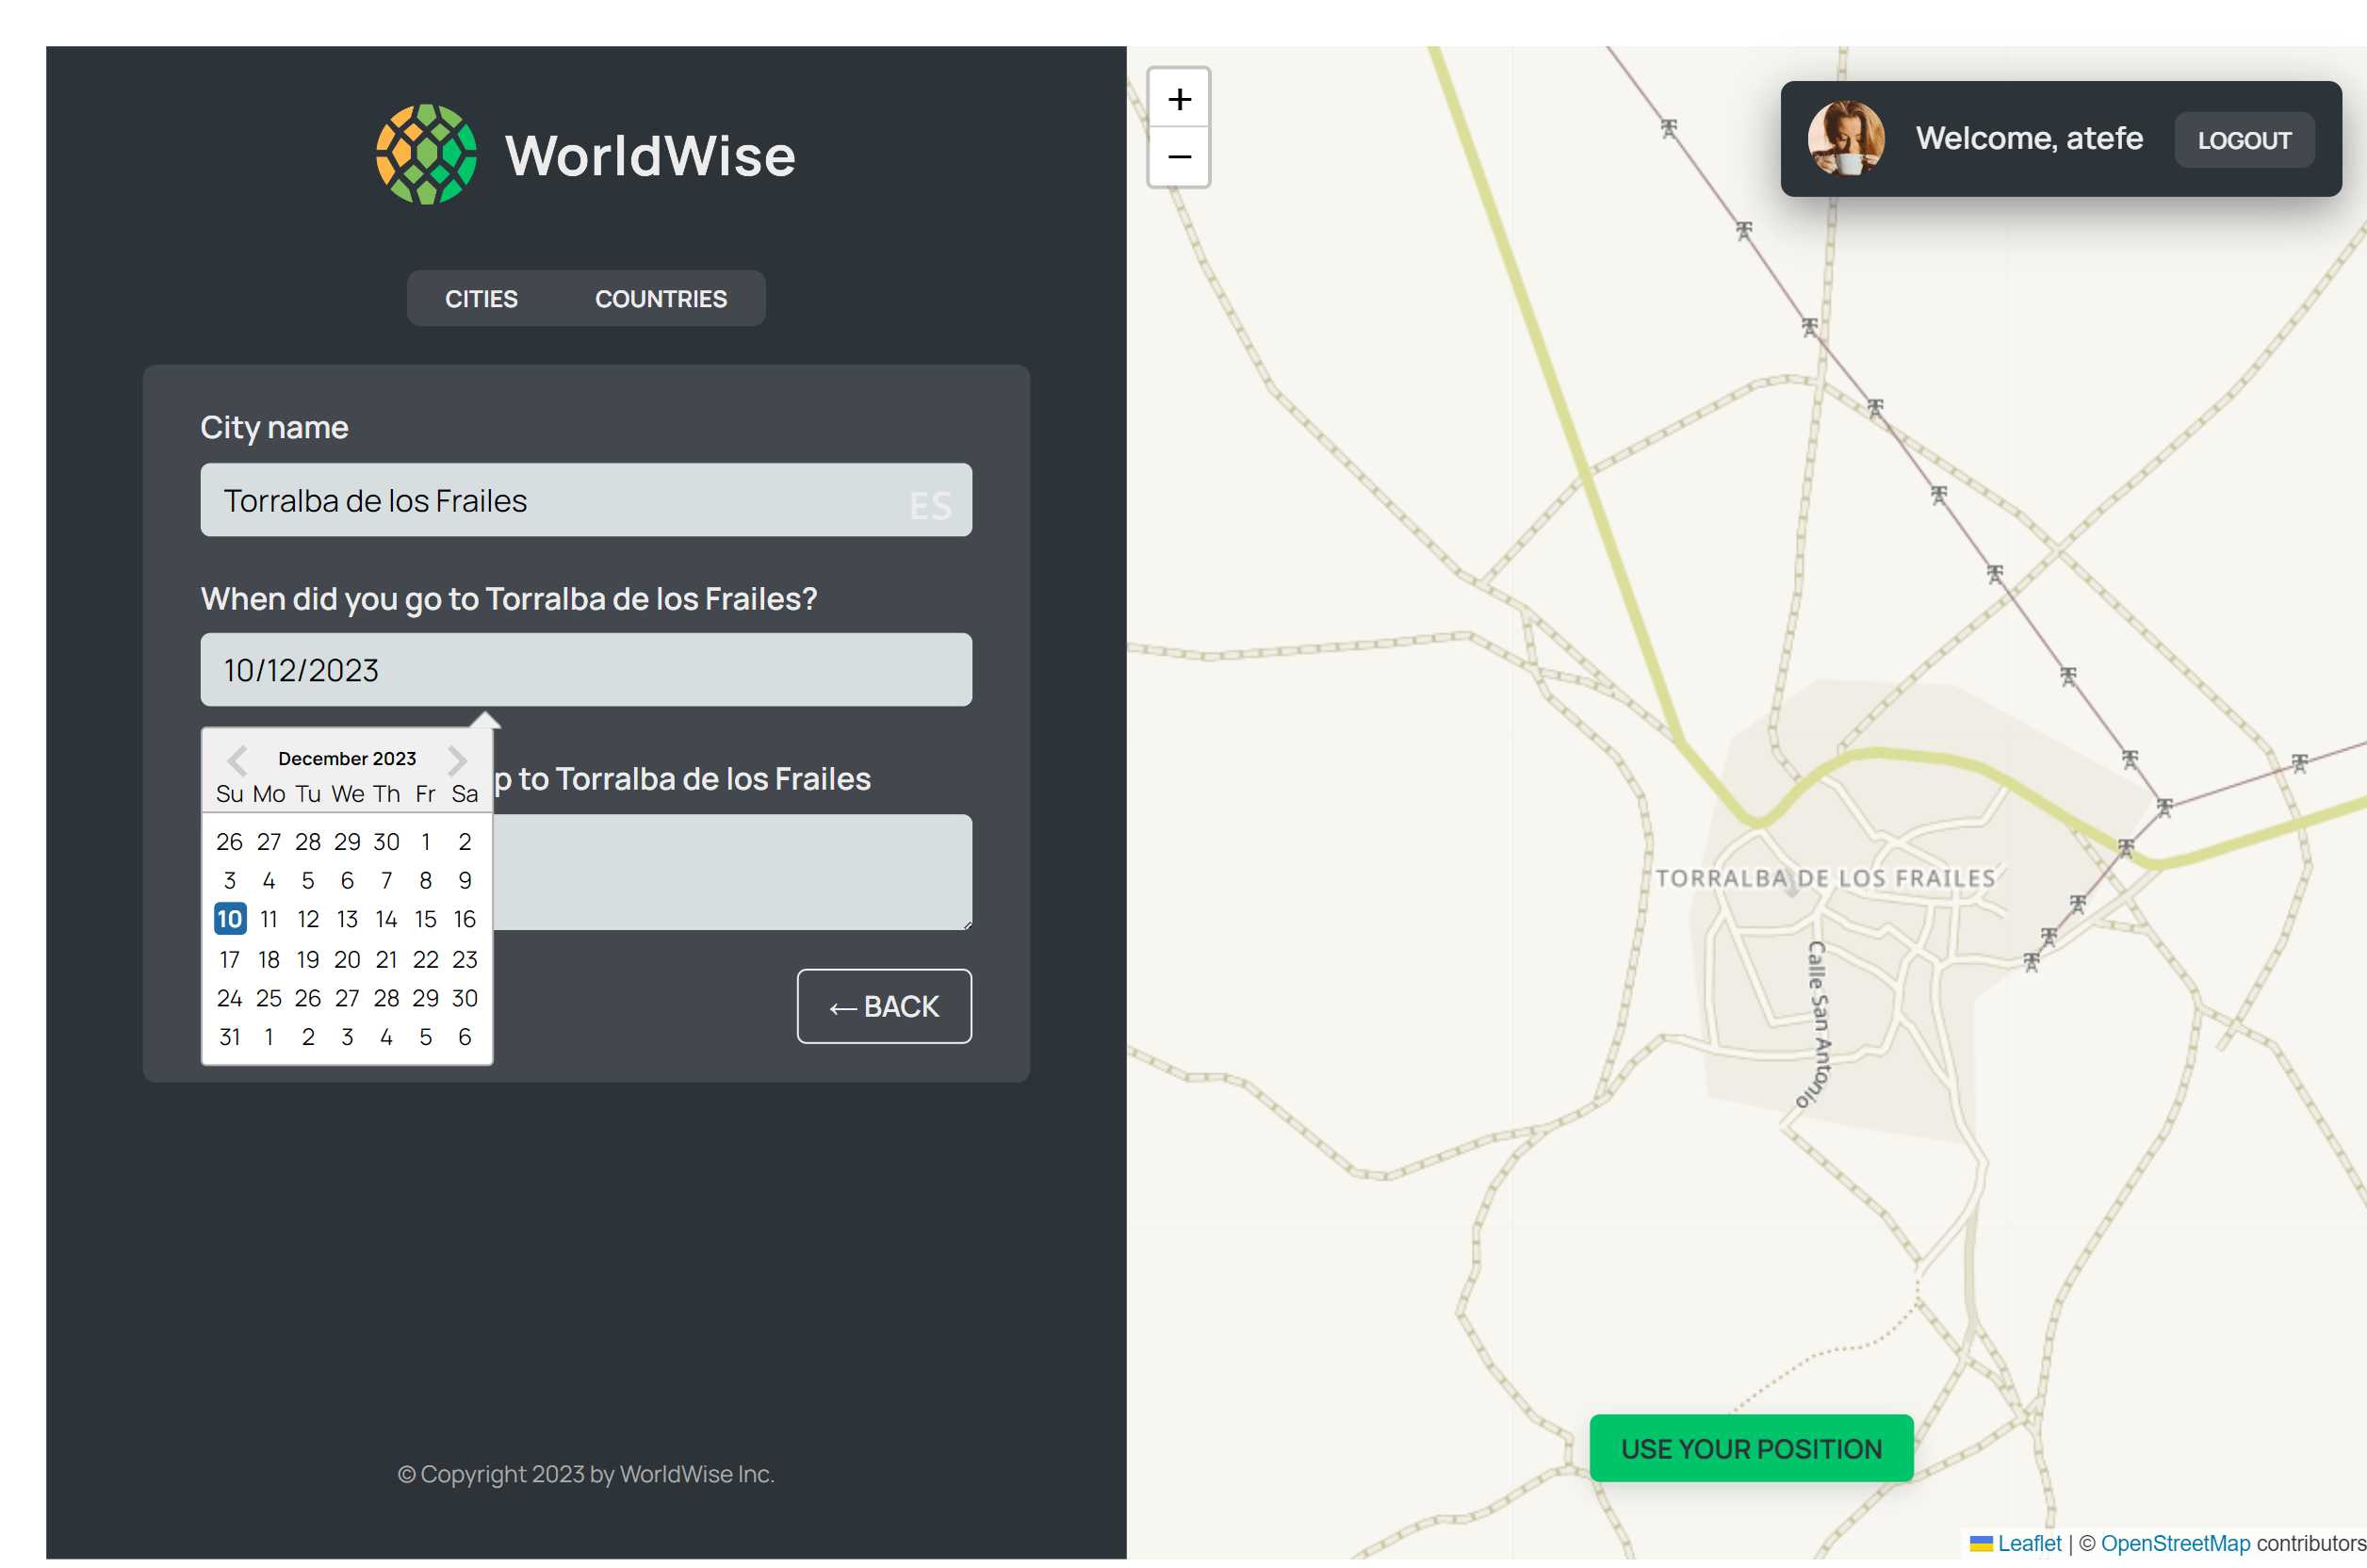 WorldWise
CITIES COUNTRIES
City name
Torralba de los Frailes ES
When did you go to Torralba de los Frailes?
10/12/2023
December 2023
p to Torralba de los Frailes
Su Mo Tu We Th Fr Sa
26 27 28 29 30 1 2
3 4 5 6 7 8 9
10 11 12 13 14 15 16
17 18 19 20 21 22 23
24 25 26 27 28 29 30
31 1 2 3 4 5 6
← BACK
© Copyright 2023 by WorldWise Inc.
+
−
Welcome, atefe LOGOUT
TORRALBA DE LOS FRAILES
Calle San Antonio
USE YOUR POSITION
Leaflet | © OpenStreetMap contributors